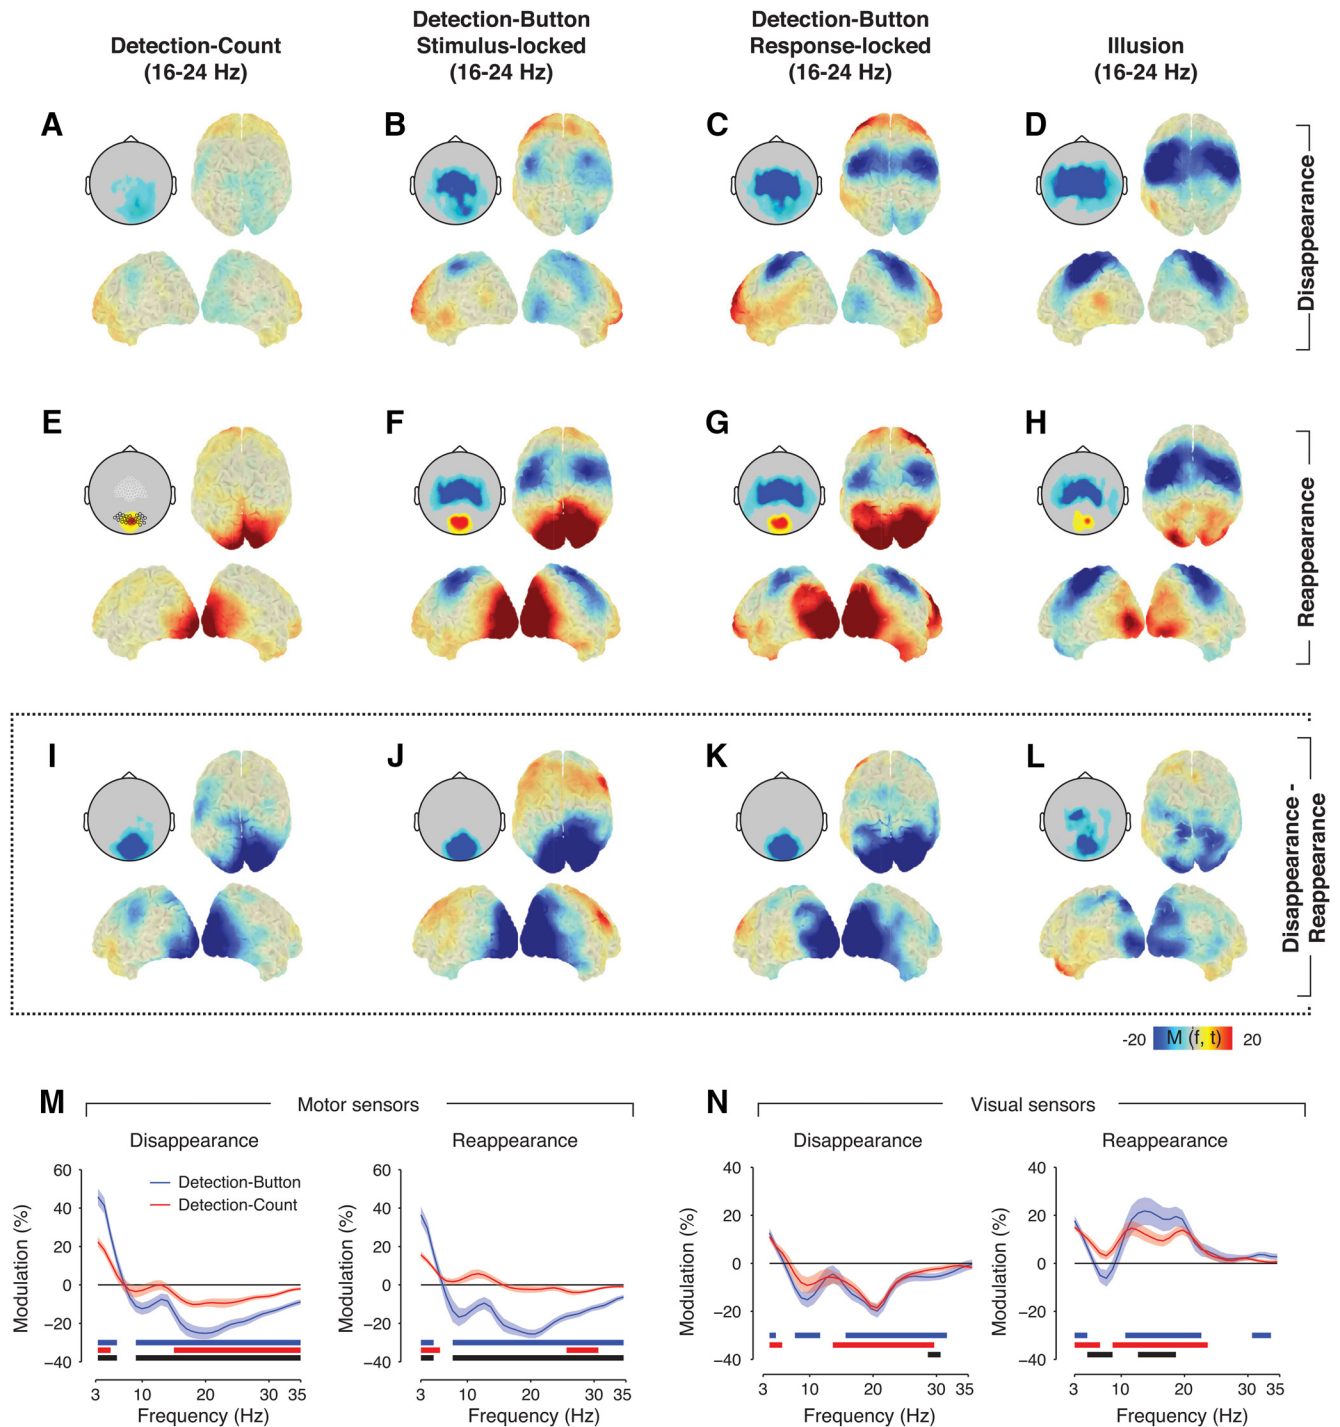 Detection-Count
(16-24 Hz)
Detection-Button
Stimulus-locked
(16-24 Hz)
Detection-Button
Response-locked
(16-24 Hz)
Illusion
(16-24 Hz)
A
B
C
D
Disappearance
E
F
G
H
Reappearance
I
J
K
L
Disappearance -
Reappearance
-20 M (f, t) 20
M
Motor sensors
Disappearance
Reappearance
Modulation (%)
60
40
20
0
−20
−40
Detection-Button
Detection-Count
3 10 20 30 35
Frequency (Hz)
Modulation (%)
60
40
20
0
−20
−40
3 10 20 30 35
Frequency (Hz)
N
Visual sensors
Disappearance
Reappearance
Modulation (%)
40
20
0
−20
−40
3 10 20 30 35
Frequency (Hz)
Modulation (%)
40
20
0
−20
−40
3 10 20 30 35
Frequency (Hz)